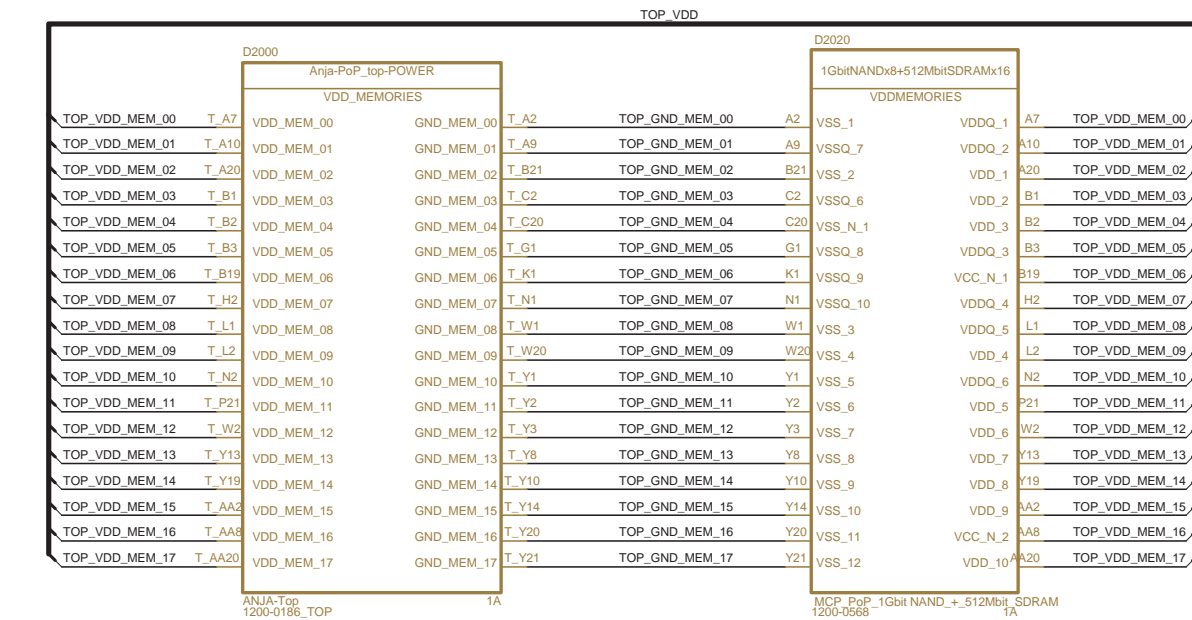 TOP_VDD
D2000 D2020
Anja-PoP_top-POWER 1GbitNANDx8+512MbitSDRAMx16
VDD_MEMORIES VDDMEMORIES
TOP_VDD_MEM_00 T_A7 VDD_MEM_00 GND_MEM_00 T_A2 TOP_GND_MEM_00 A2 VSS_1 VDDQ_1 A7 TOP_VDD_MEM_00
TOP_VDD_MEM_01 T_A10 VDD_MEM_01 GND_MEM_01 T_A9 TOP_GND_MEM_01 A9 VSSQ_7 VDDQ_2 A10 TOP_VDD_MEM_01
TOP_VDD_MEM_02 T_A20 VDD_MEM_02 GND_MEM_02 T_B21 TOP_GND_MEM_02 B21 VSS_2 VDD_1 A20 TOP_VDD_MEM_02
TOP_VDD_MEM_03 T_B1 VDD_MEM_03 GND_MEM_03 T_C2 TOP_GND_MEM_03 C2 VSSQ_6 VDD_2 B1 TOP_VDD_MEM_03
TOP_VDD_MEM_04 T_B2 VDD_MEM_04 GND_MEM_04 T_C20 TOP_GND_MEM_04 C20 VSS_N_1 VDD_3 B2 TOP_VDD_MEM_04
TOP_VDD_MEM_05 T_B3 VDD_MEM_05 GND_MEM_05 T_G1 TOP_GND_MEM_05 G1 VSSQ_8 VDDQ_3 B3 TOP_VDD_MEM_05
TOP_VDD_MEM_06 T_B19 VDD_MEM_06 GND_MEM_06 T_K1 TOP_GND_MEM_06 K1 VSSQ_9 VCC_N_1 B19 TOP_VDD_MEM_06
TOP_VDD_MEM_07 T_H2 VDD_MEM_07 GND_MEM_07 T_N1 TOP_GND_MEM_07 N1 VSSQ_10 VDDQ_4 H2 TOP_VDD_MEM_07
TOP_VDD_MEM_08 T_L1 VDD_MEM_08 GND_MEM_08 T_W1 TOP_GND_MEM_08 W1 VSS_3 VDDQ_5 L1 TOP_VDD_MEM_08
TOP_VDD_MEM_09 T_L2 VDD_MEM_09 GND_MEM_09 T_W20 TOP_GND_MEM_09 W20 VSS_4 VDD_4 L2 TOP_VDD_MEM_09
TOP_VDD_MEM_10 T_N2 VDD_MEM_10 GND_MEM_10 T_Y1 TOP_GND_MEM_10 Y1 VSS_5 VDDQ_6 N2 TOP_VDD_MEM_10
TOP_VDD_MEM_11 T_P21 VDD_MEM_11 GND_MEM_11 T_Y2 TOP_GND_MEM_11 Y2 VSS_6 VDD_5 P21 TOP_VDD_MEM_11
TOP_VDD_MEM_12 T_W2 VDD_MEM_12 GND_MEM_12 T_Y3 TOP_GND_MEM_12 Y3 VSS_7 VDD_6 W2 TOP_VDD_MEM_12
TOP_VDD_MEM_13 T_Y13 VDD_MEM_13 GND_MEM_13 T_Y8 TOP_GND_MEM_13 Y8 VSS_8 VDD_7 Y13 TOP_VDD_MEM_13
TOP_VDD_MEM_14 T_Y19 VDD_MEM_14 GND_MEM_14 T_Y10 TOP_GND_MEM_14 Y10 VSS_9 VDD_8 Y19 TOP_VDD_MEM_14
TOP_VDD_MEM_15 T_AA2 VDD_MEM_15 GND_MEM_15 T_Y14 TOP_GND_MEM_15 Y14 VSS_10 VDD_9 AA2 TOP_VDD_MEM_15
TOP_VDD_MEM_16 T_AA8 VDD_MEM_16 GND_MEM_16 T_Y20 TOP_GND_MEM_16 Y20 VSS_11 VCC_N_2 AA8 TOP_VDD_MEM_16
TOP_VDD_MEM_17 T_AA20 VDD_MEM_17 GND_MEM_17 T_Y21 TOP_GND_MEM_17 Y21 VSS_12 VDD_10 AA20 TOP_VDD_MEM_17
ANJA-Top 1A MCP_PoP_1Gbit NAND_+_512Mbit_SDRAM
1200-0186_TOP 1200-0568 1A